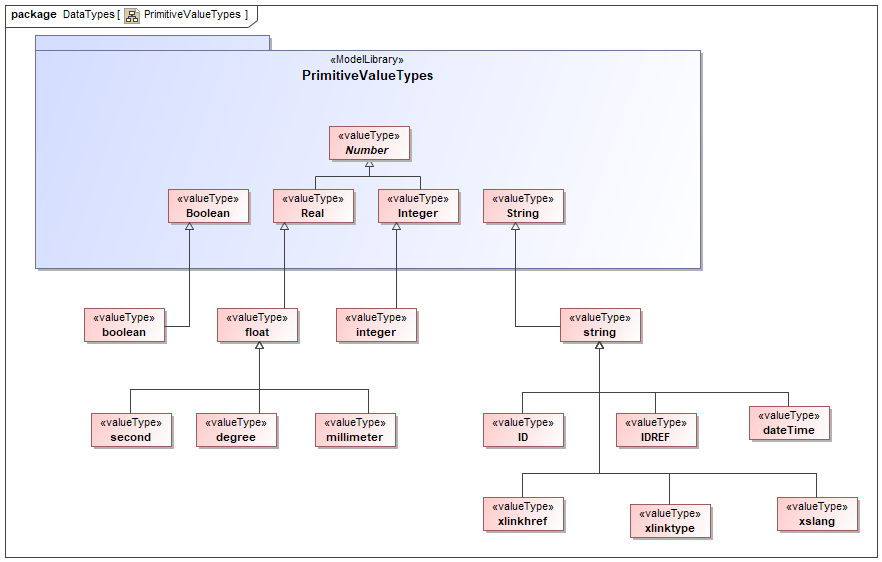 package DataTypes [ PrimitiveValueTypes ]
«ModelLibrary»
PrimitiveValueTypes
«valueType»
Number
«valueType»
Boolean
«valueType»
Real
«valueType»
Integer
«valueType»
String
«valueType»
boolean
«valueType»
float
«valueType»
integer
«valueType»
string
«valueType»
second
«valueType»
degree
«valueType»
millimeter
«valueType»
ID
«valueType»
IDREF
«valueType»
dateTime
«valueType»
xlinkhref
«valueType»
xlinktype
«valueType»
xslang